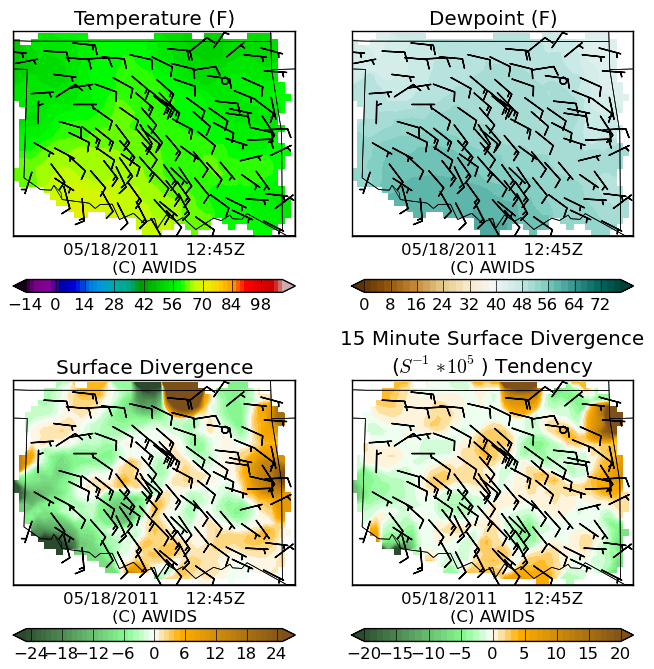 Temperature (F)
Dewpoint (F)
05/18/2011 12:45Z
(C) AWIDS
05/18/2011 12:45Z
(C) AWIDS
−14 0 14 28 42 56 70 84 98
0 8 16 24 32 40 48 56 64 72
Surface Divergence
15 Minute Surface Divergence
(S⁻¹ *10⁵ ) Tendency
05/18/2011 12:45Z
(C) AWIDS
05/18/2011 12:45Z
(C) AWIDS
−24 −18 −12 −6 0 6 12 18 24
−20 −15 −10 −5 0 5 10 15 20